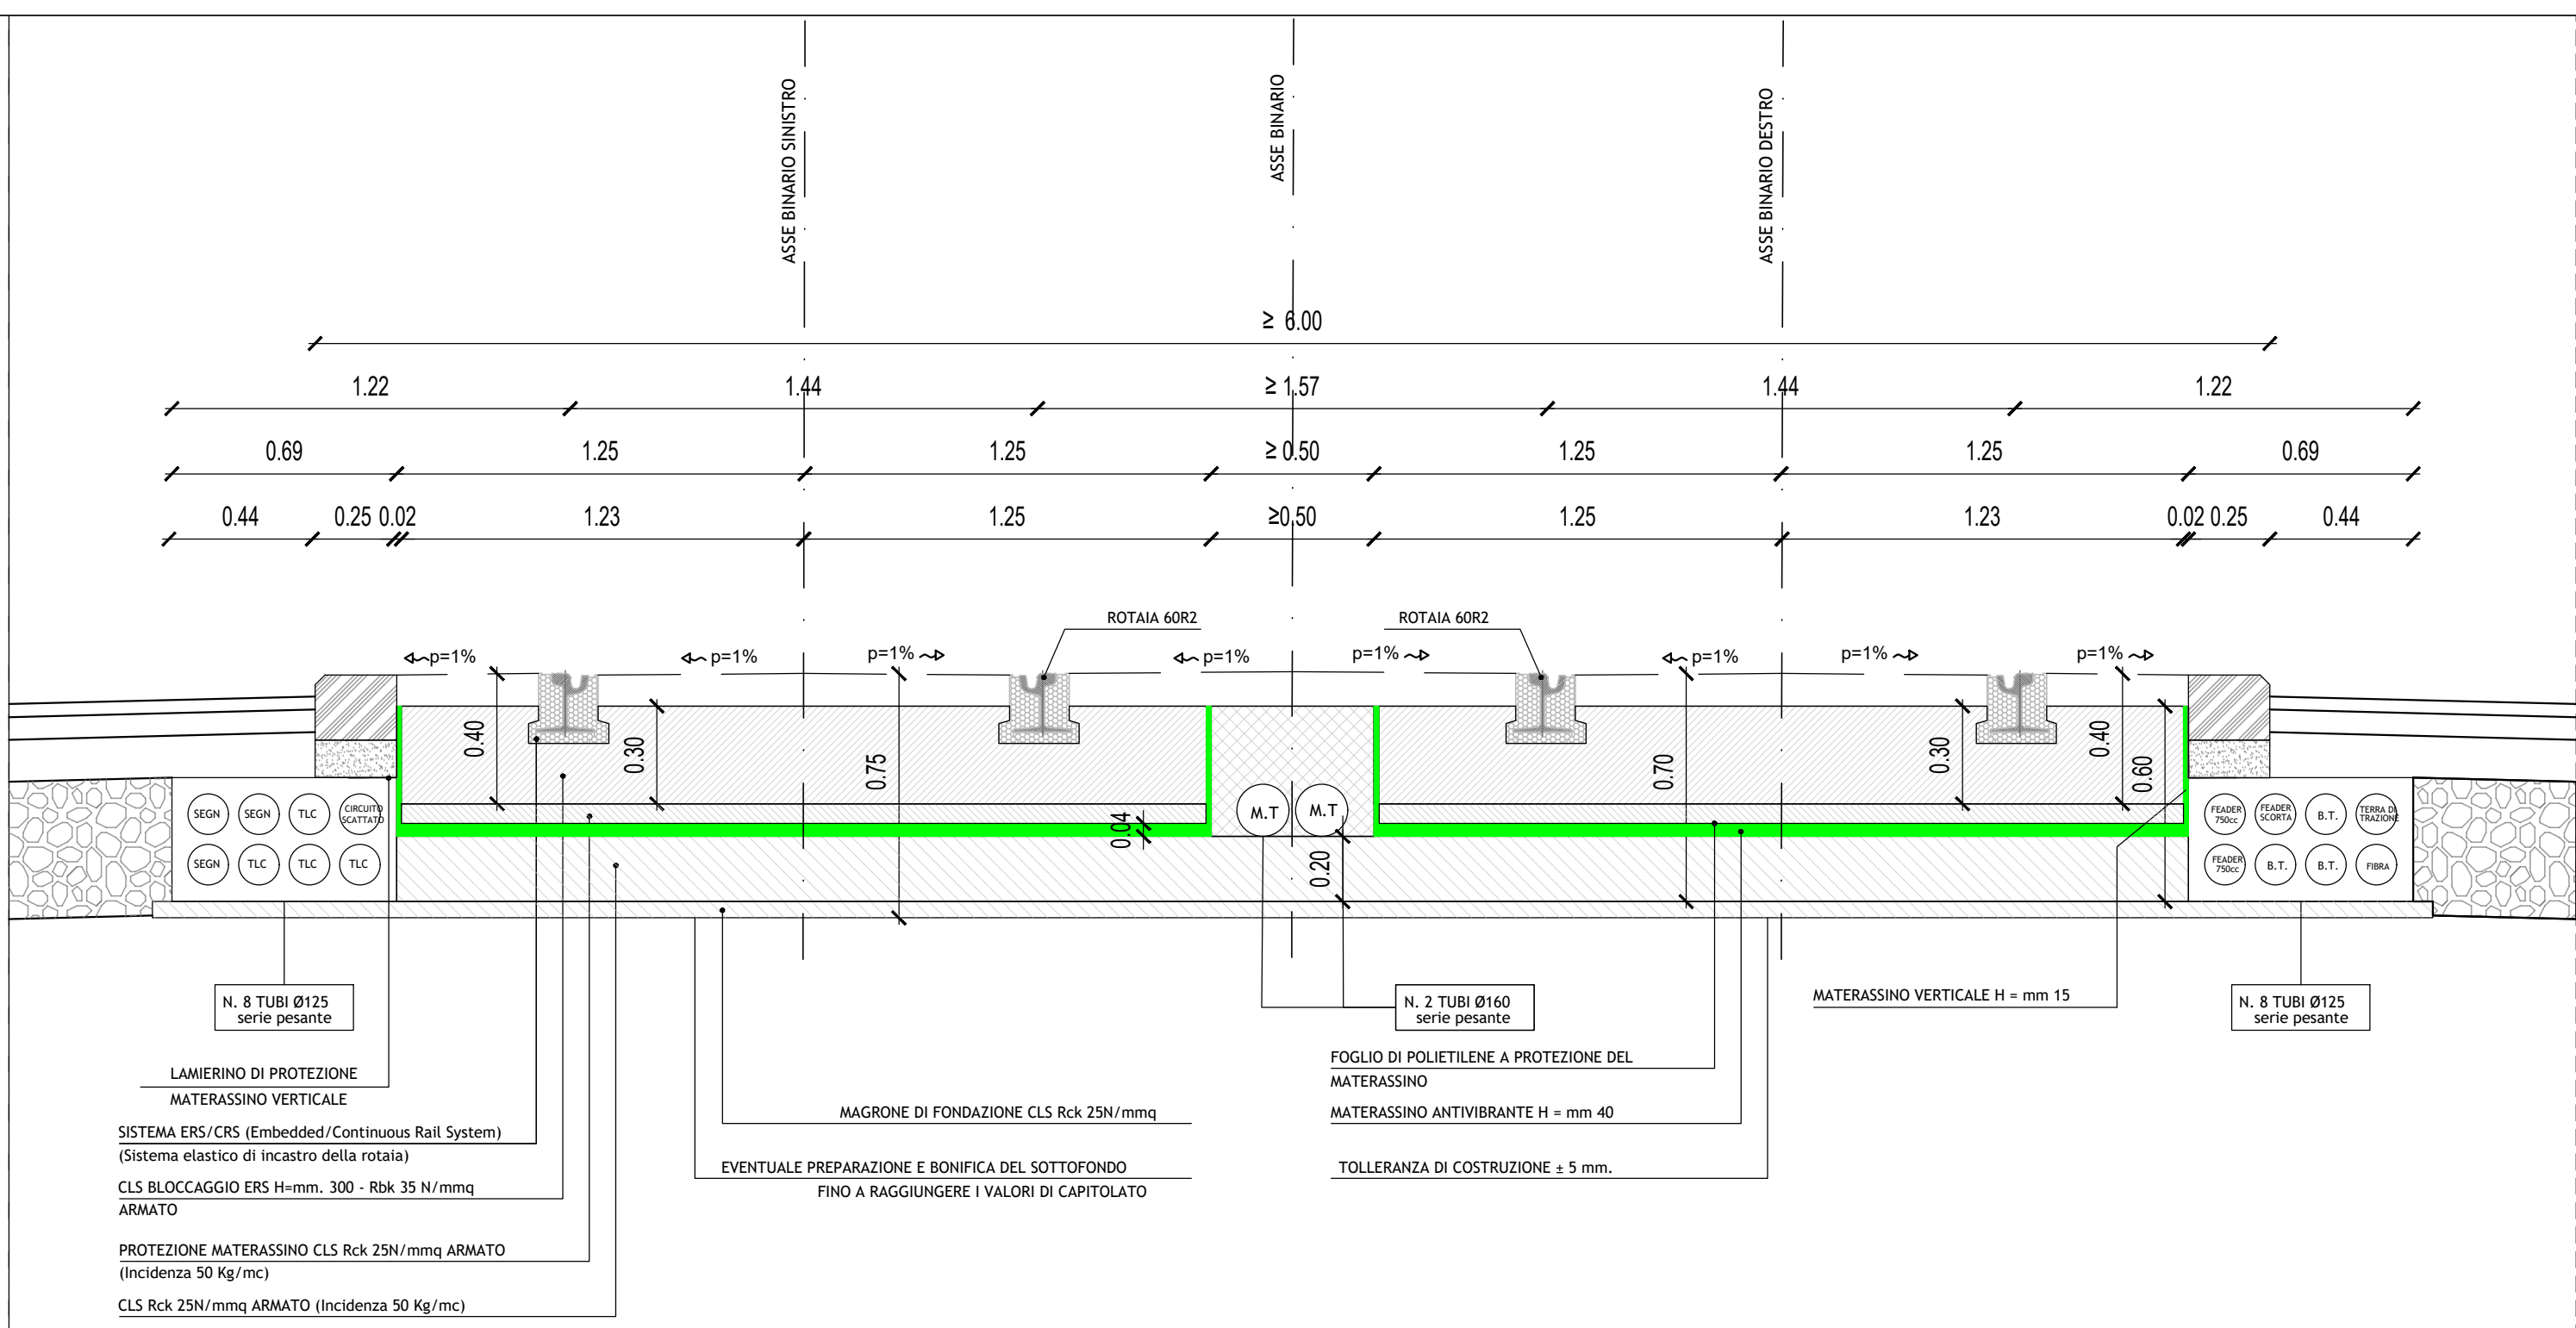 ASSE BINARIO SINISTRO
ASSE BINARIO
ASSE BINARIO DESTRO
≥ 6.00
1.22 1.44 ≥ 1.57 1.44 1.22
0.69 1.25 1.25 ≥ 0.50 1.25 1.25 0.69
0.44 0.25 0.02 1.23 1.25 ≥0,50 1.25 1.23 0.02 0.25 0.44
ROTAIA 60R2 ROTAIA 60R2
p=1% p=1% p=1% p=1% p=1% p=1% p=1% p=1%
0.40 0.30 0.75 0.04 0.20 0.70 0.30 0.40 0.60
SEGN SEGN TLC CIRCUITO
SCATTATO
SEGN TLC TLC TLC
M.T M.T
FEADER
750cc
FEADER
SCORTA
B.T.
TERRA DI
TRAZIONE
FEADER
750cc
B.T. B.T. FIBRA
N. 8 TUBI Ø125
serie pesante
N. 2 TUBI Ø160
serie pesante
MATERASSINO VERTICALE H = mm 15
N. 8 TUBI Ø125
serie pesante
LAMIERINO DI PROTEZIONE
MATERASSINO VERTICALE
SISTEMA ERS/CRS (Embedded/Continuous Rail System)
(Sistema elastico di incastro della rotaia)
CLS BLOCCAGGIO ERS H=mm. 300 - Rbk 35 N/mmq
ARMATO
PROTEZIONE MATERASSINO CLS Rck 25N/mmq ARMATO
(Incidenza 50 Kg/mc)
CLS Rck 25N/mmq ARMATO (Incidenza 50 Kg/mc)
MAGRONE DI FONDAZIONE CLS Rck 25N/mmq
EVENTUALE PREPARAZIONE E BONIFICA DEL SOTTOFONDO
FINO A RAGGIUNGERE I VALORI DI CAPITOLATO
FOGLIO DI POLIETILENE A PROTEZIONE DEL
MATERASSINO
MATERASSINO ANTIVIBRANTE H = mm 40
TOLLERANZA DI COSTRUZIONE ± 5 mm.